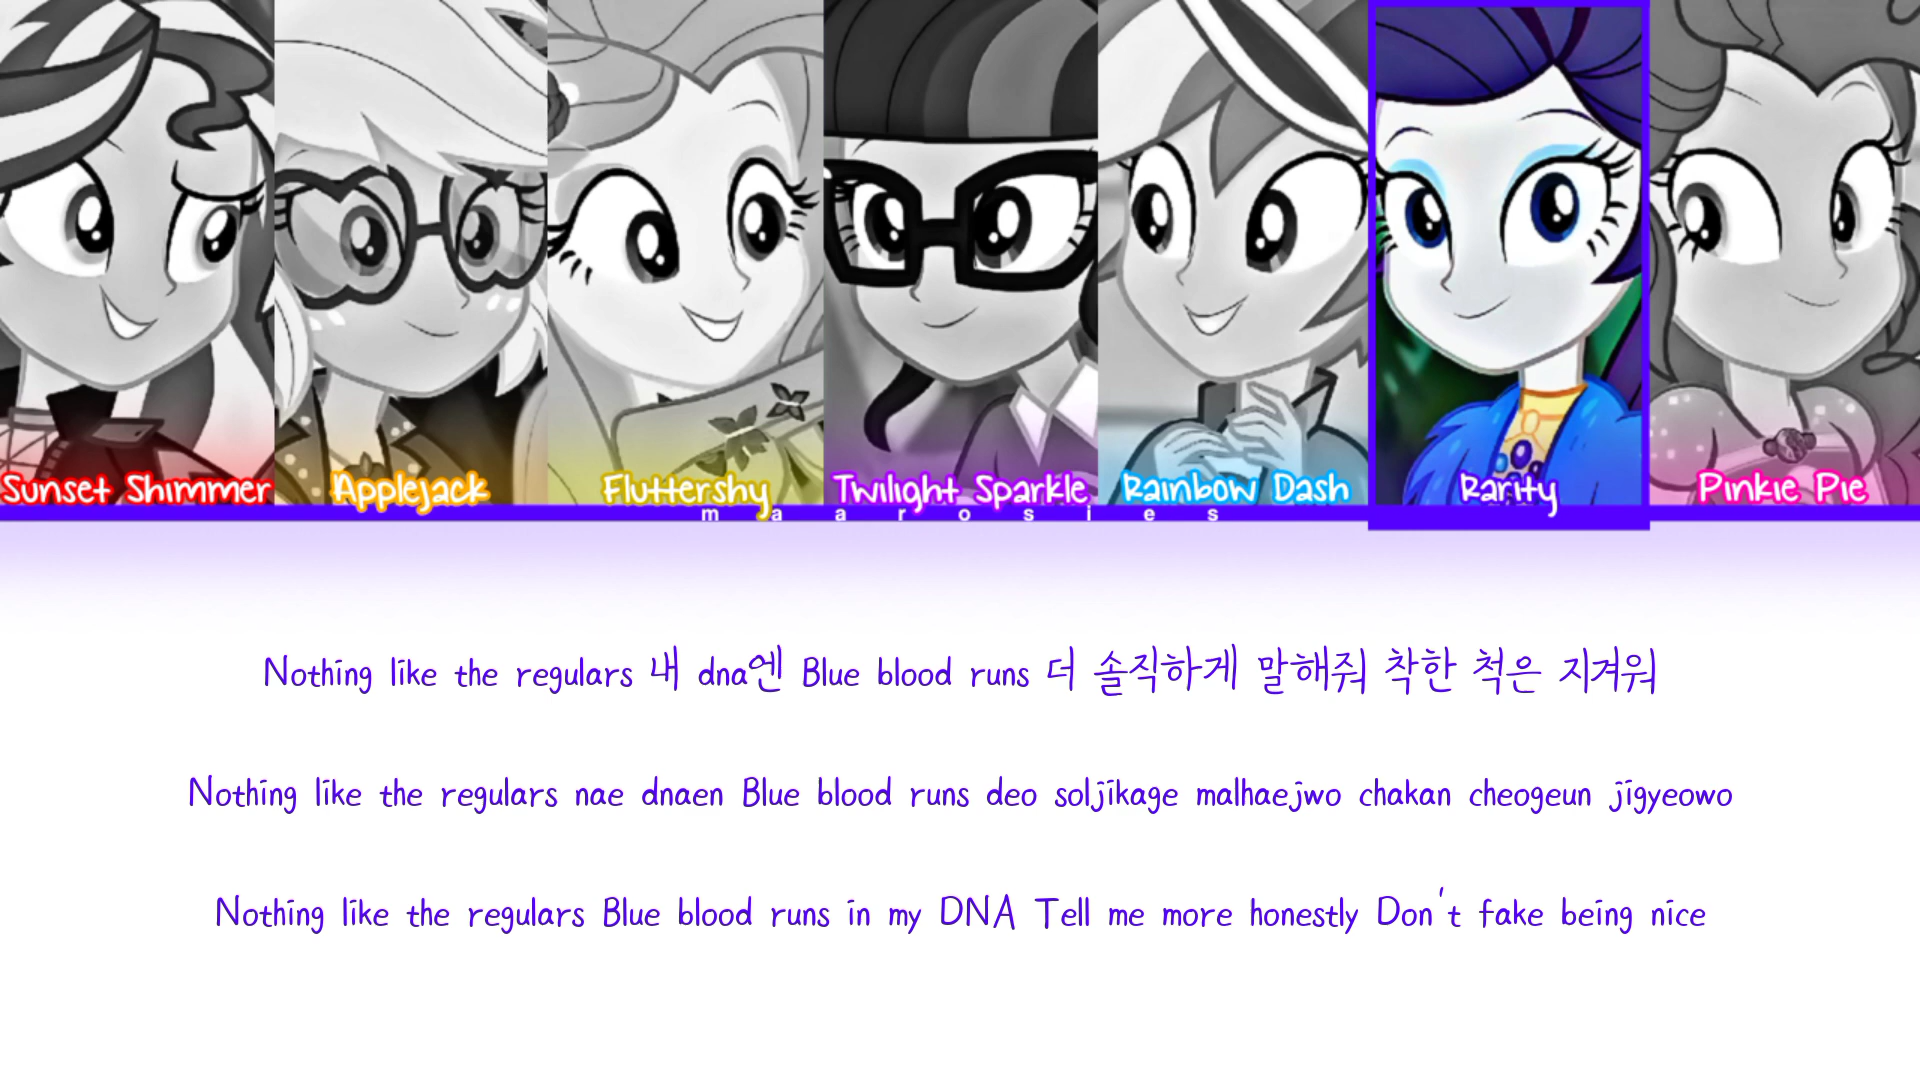 Sunset Shimmer Applejack Fluttershy Twilight Sparkle Rainbow Dash Rarity Pinkie Pie
m a a r o s i e s
Nothing like the regulars 내 dna엔 Blue blood runs 더 솔직하게 말해줘 착한 척은 지겨워
Nothing like the regulars nae dnaen Blue blood runs deo soljikage malhaejwo chakan cheogeun jigyeowo
Nothing like the regulars Blue blood runs in my DNA Tell me more honestly Don't fake being nice